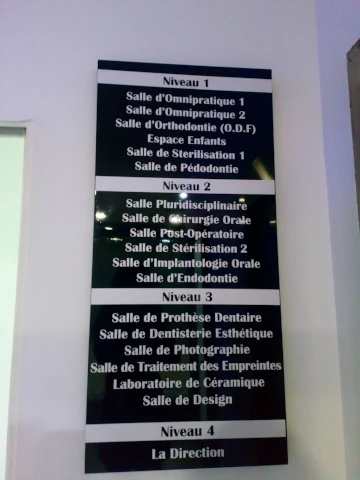 Niveau 1
Salle d'Omnipratique 1
Salle d'Omnipratique 2
Salle d'Orthodontie (O.D.F)
Espace Enfants
Salle de Sterilisation 1
Salle de Pédodontie
Niveau 2
Salle Pluridisciplinaire
Salle de Chirurgie Orale
Salle Post-Opératoire
Salle de Stérilisation 2
Salle d'Implantologie Orale
Salle d'Endodontie
Niveau 3
Salle de Prothèse Dentaire
Salle de Dentisterie Esthétique
Salle de Photographie
Salle de Traitement des Empreintes
Laboratoire de Céramique
Salle de Design
Niveau 4
La Direction